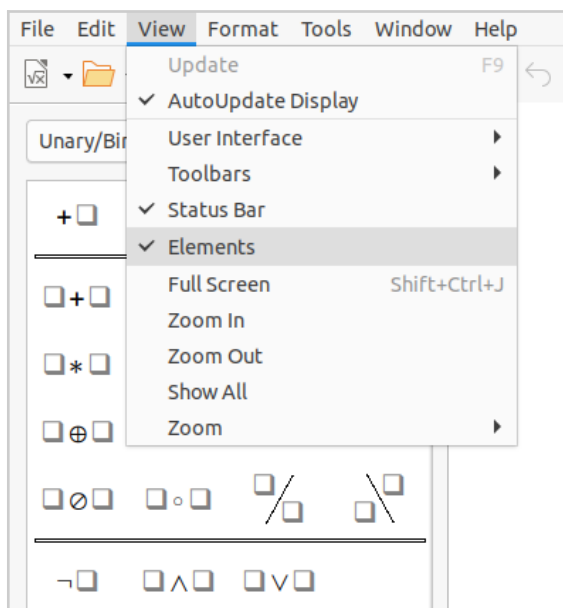 File Edit View Format Tools Window Help
Update F9
✓ AutoUpdate Display
Unary/Bin
User Interface
Toolbars
✓ Status Bar
✓ Elements
Full Screen Shift+Ctrl+J
Zoom In
Zoom Out
Show All
Zoom
+❑
❑+❑
❑∗❑
❑⊕❑
❑⊘❑ ❑∘❑ ❑/❑ ❑\❑
¬❑ ❑∧❑ ❑∨❑